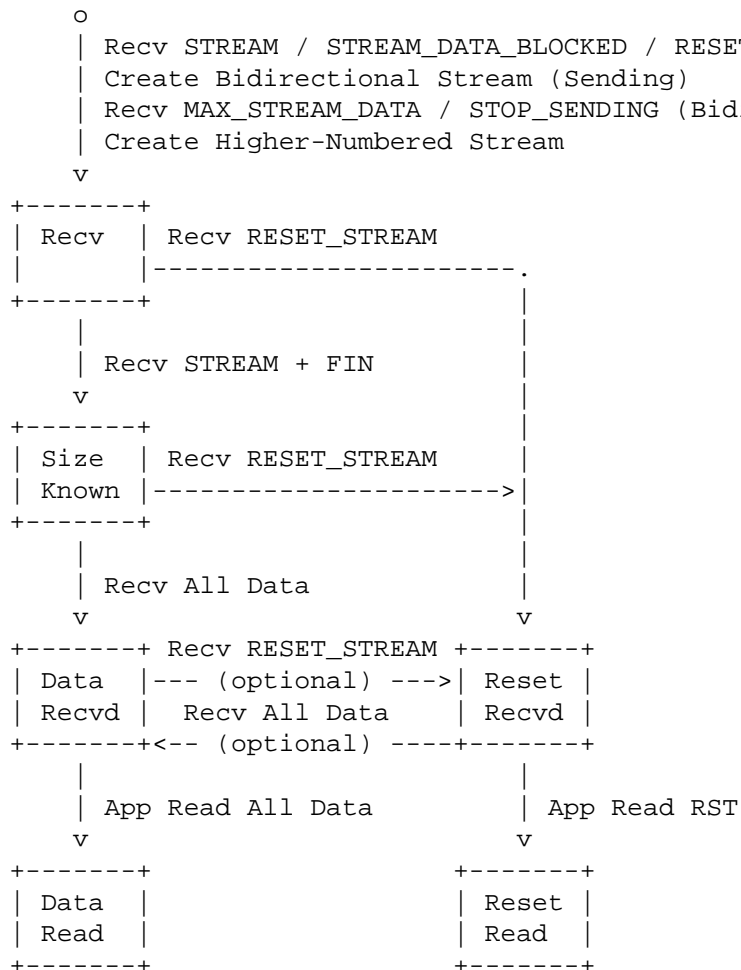 o
| Recv STREAM / STREAM_DATA_BLOCKED / RESE
| Create Bidirectional Stream (Sending)
| Recv MAX_STREAM_DATA / STOP_SENDING (Bid
| Create Higher-Numbered Stream
v
+-------+
| Recv  | Recv RESET_STREAM
|       |-----------------------.
+-------+                       |
    |                           |
    | Recv STREAM + FIN         |
    v                           |
+-------+                       |
| Size  | Recv RESET_STREAM     |
| Known |---------------------->|
+-------+                       |
    |                           |
    | Recv All Data             |
    v                           v
+-------+ Recv RESET_STREAM +-------+
| Data  |--- (optional) --->| Reset |
| Recvd |  Recv All Data    | Recvd |
+-------+<-- (optional) ----+-------+
    |                           |
    | App Read All Data         | App Read RST
    v                           v
+-------+                   +-------+
| Data  |                   | Reset |
| Read  |                   | Read  |
+-------+                   +-------+